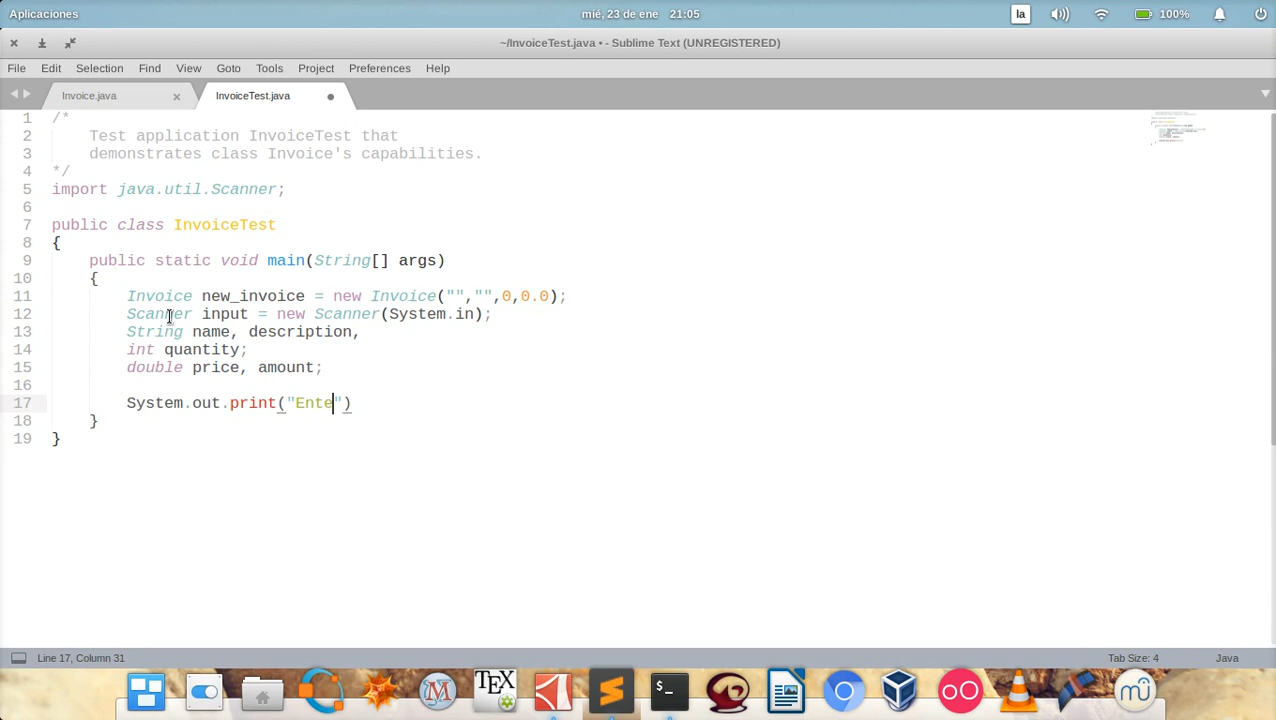 Aplicaciones
mié, 23 de ene 21:05
la
100%
~/InvoiceTest.java • - Sublime Text (UNREGISTERED)
File Edit Selection Find View Goto Tools Project Preferences Help
Invoice.java
InvoiceTest.java
1 /*
2 Test application InvoiceTest that
3 demonstrates class Invoice's capabilities.
4 */
5 import java.util.Scanner;
6
7 public class InvoiceTest
8 {
9 public static void main(String[] args)
10 {
11 Invoice new_invoice = new Invoice("","",0,0.0);
12 Scanner input = new Scanner(System.in);
13 String name, description,
14 int quantity;
15 double price, amount;
16
17 System.out.print("Ente")
18 }
19 }
Line 17, Column 31
Tab Size: 4
Java
TEX
$_